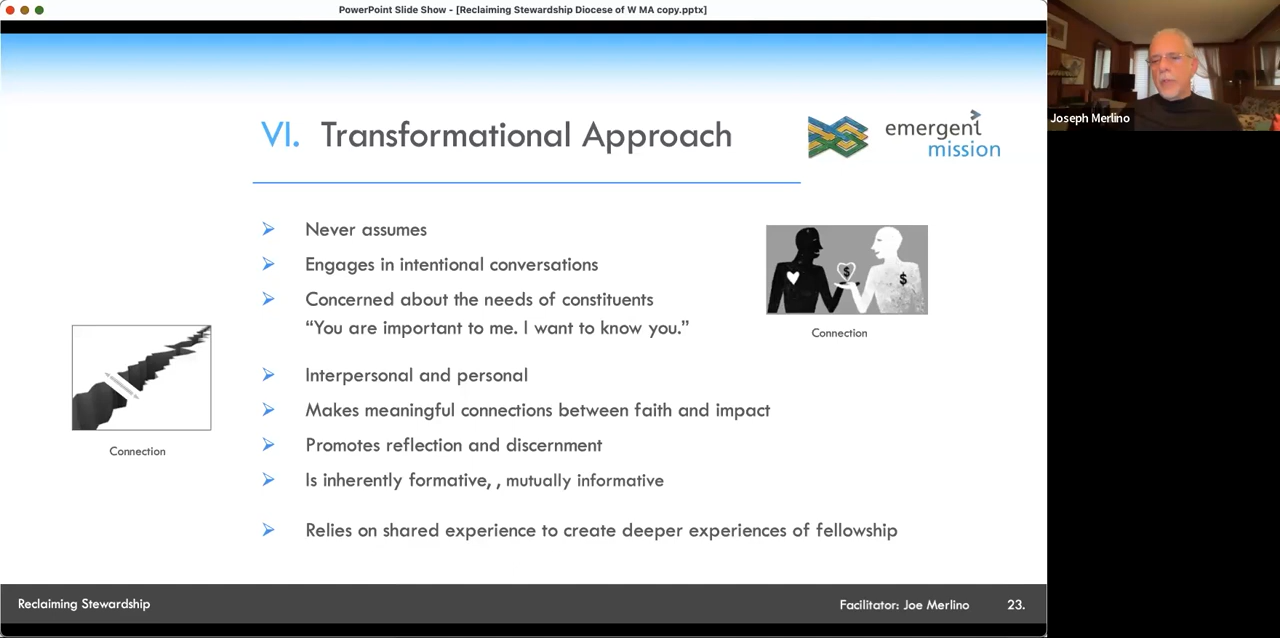 PowerPoint Slide Show - [Reclaiming Stewardship Diocese of W MA copy.pptx]
VI. Transformational Approach
emergent
mission
Joseph Merlino
Never assumes
Engages in intentional conversations
Concerned about the needs of constituents
“You are important to me. I want to know you.”
$
$
Connection
Interpersonal and personal
Makes meaningful connections between faith and impact
Promotes reflection and discernment
Connection
Is inherently formative, , mutually informative
Relies on shared experience to create deeper experiences of fellowship
Reclaiming Stewardship
Facilitator: Joe Merlino
23.